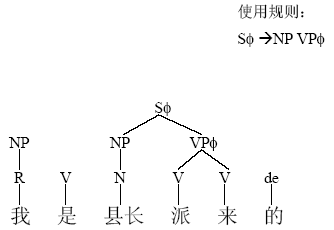 使用规则：
Sϕ →NP VPϕ
Sϕ
NP NP VPϕ
R V N V V de
我 是 县长 派 来 的